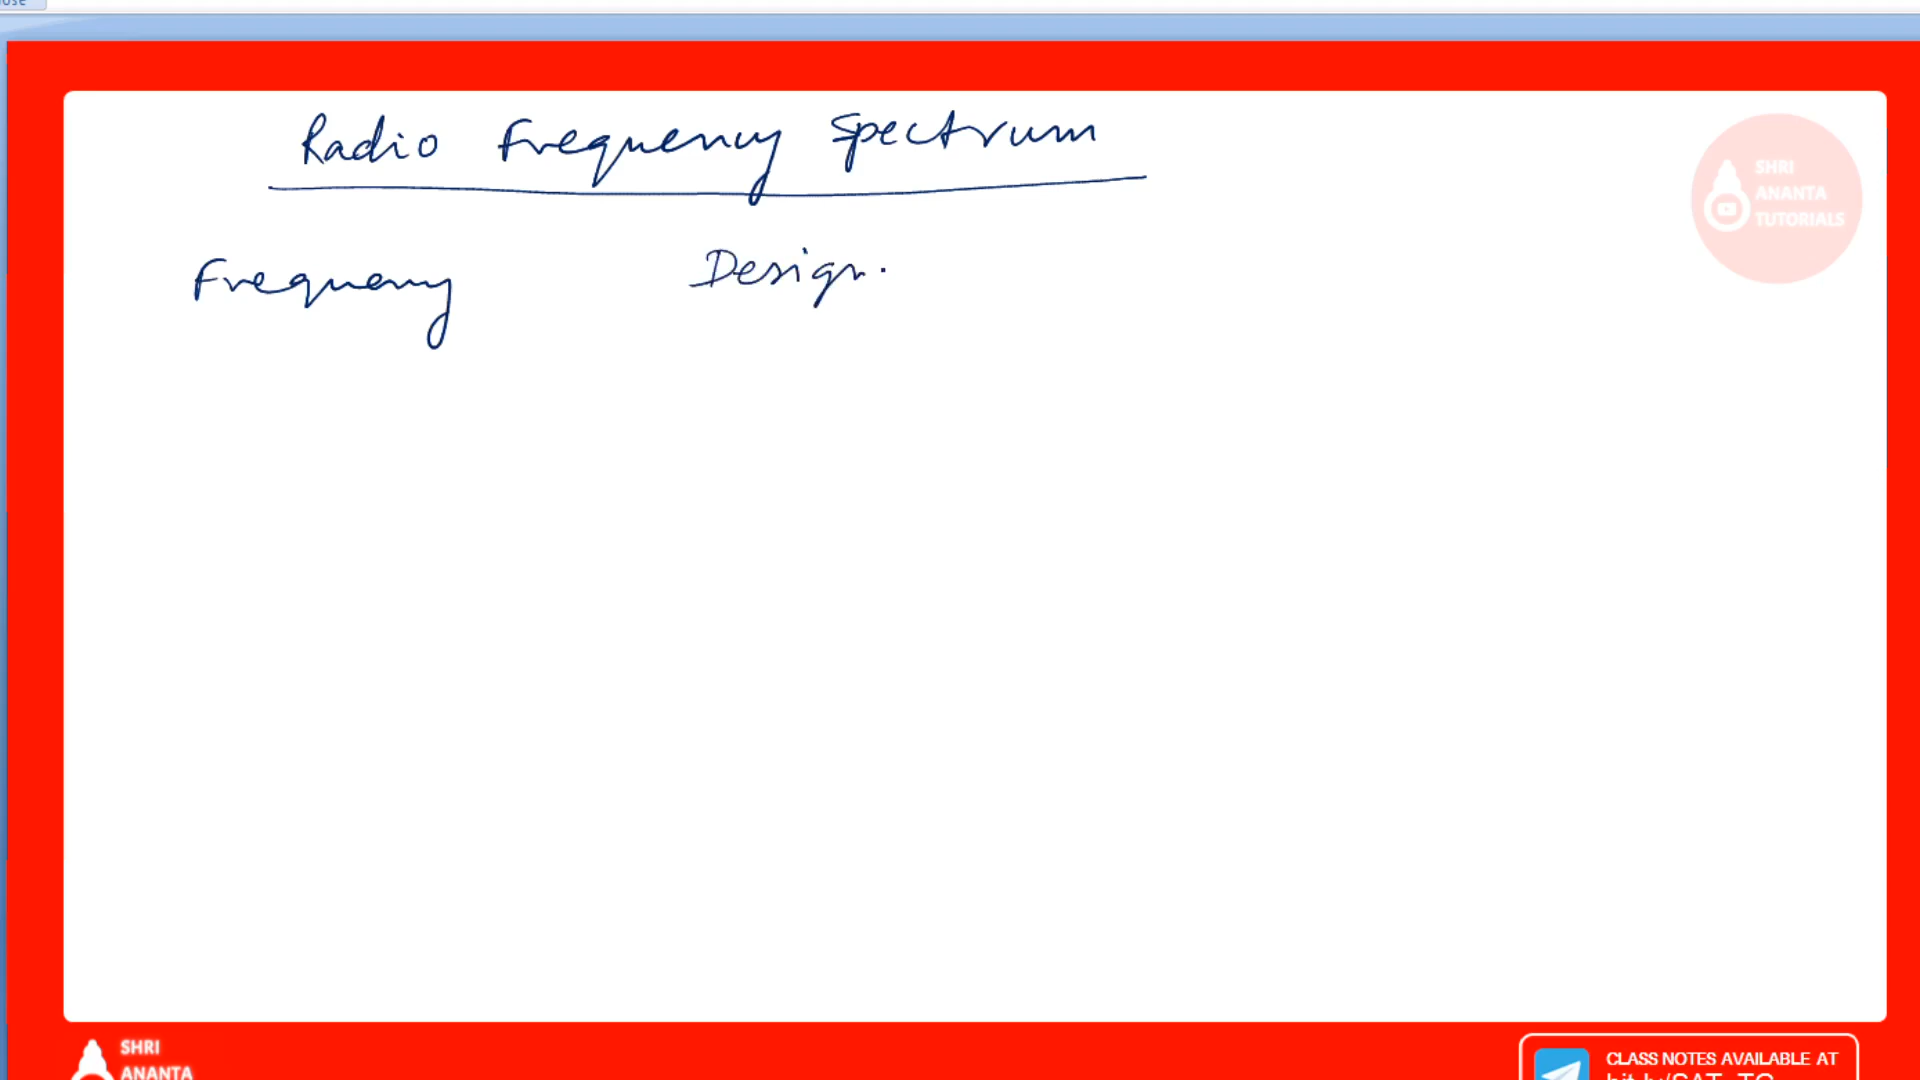 Radio Frequency Spectrum
Frequency Design.
SHRI
ANANTA
TUTORIALS
SHRI
ANANTA
CLASS NOTES AVAILABLE AT